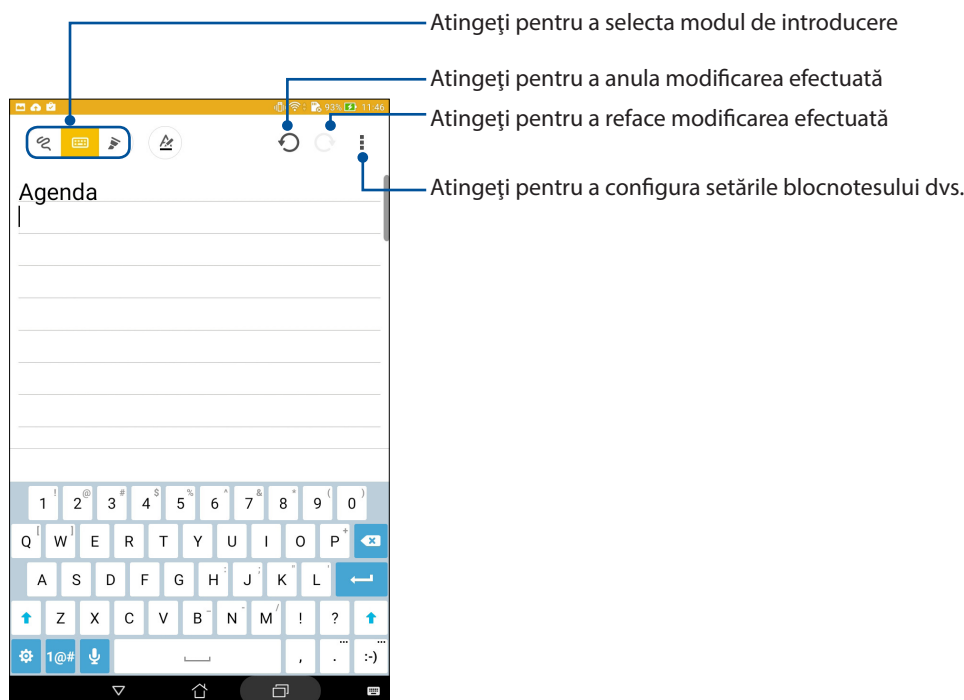 Atingeţi pentru a selecta modul de introducere
Atingeţi pentru a anula modificarea efectuată
Atingeţi pentru a reface modificarea efectuată
Atingeţi pentru a configura setările blocnotesului dvs.
93% 11:46
Agenda
1 ! 2 @ 3 # 4 $ 5 % 6 ^ 7 & 8 * 9 ( 0 )
Q [ W ] E R T Y U I O P +
A S D F G H : J ; K " L '
Z X C V B _ N - M / ! ?
1@# , . ... :-) ...